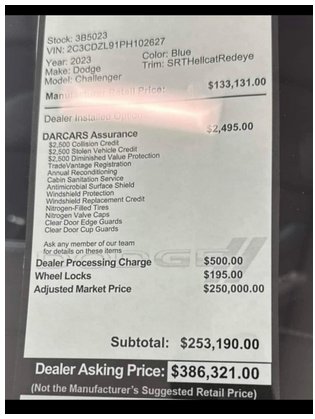 Stock: 3B5023
VIN: 2C3CDZL91PH102627
Year: 2023 Color: Blue
Make: Dodge Trim: SRTHellcatRedeye
Model: Challenger
Manufacturer Retail Price: $133,131.00
Dealer Installed Options
DARCARS Assurance $2,495.00
$2,500 Collision Credit
$2,500 Stolen Vehicle Credit
$2,500 Diminished Value Protection
TradeVantage Registration
Annual Reconditioning
Cabin Sanitation Service
Antimicrobial Surface Shield
Windshield Protection
Windshield Replacement Credit
Nitrogen-Filled Tires
Nitrogen Valve Caps
Clear Door Edge Guards
Clear Door Cup Guards
Ask any member of our team
for details on these items
DODGE
Dealer Processing Charge $500.00
Wheel Locks $195.00
Adjusted Market Price $250,000.00
Subtotal: $253,190.00
Dealer Asking Price: $386,321.00
(Not the Manufacturer's Suggested Retail Price)